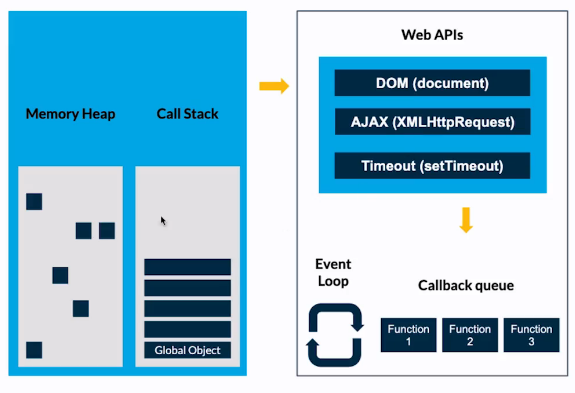 Memory Heap
Call Stack
Global Object
Web APIs
DOM (document)
AJAX (XMLHttpRequest)
Timeout (setTimeout)
Event
Loop
Callback queue
Function
1
Function
2
Function
3